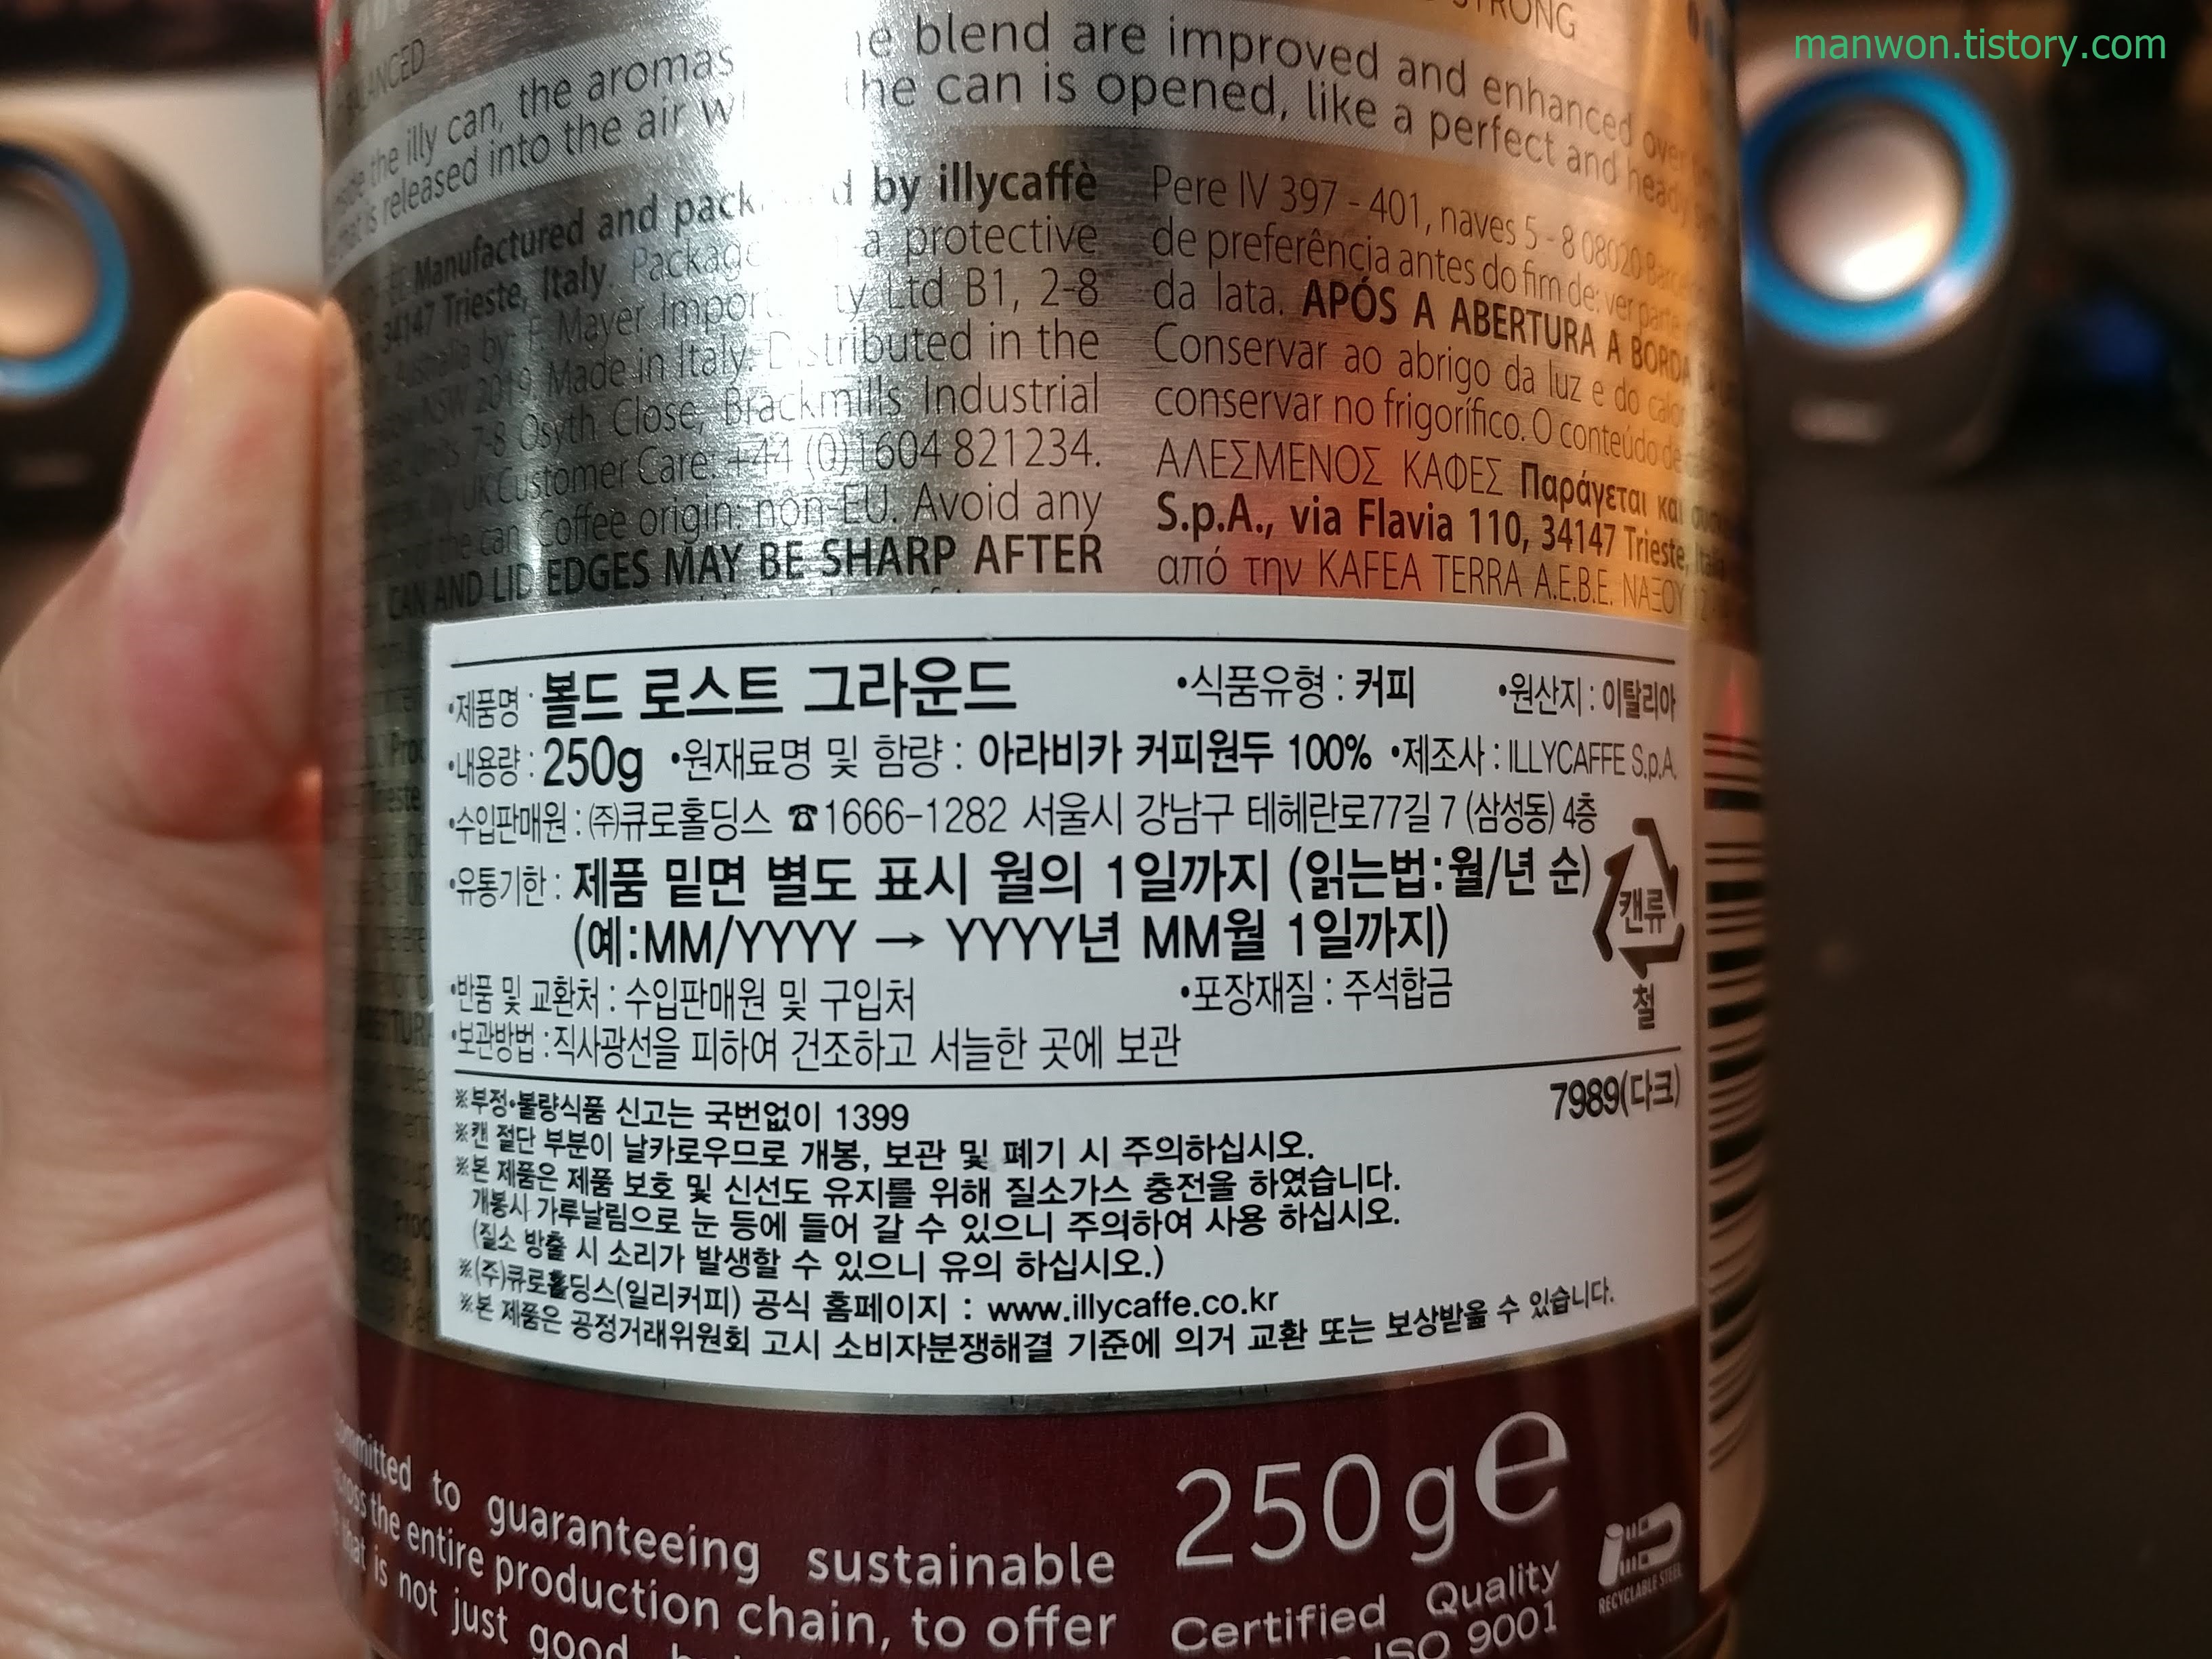 manwon.tistory.com
STRONG
BALANCED
the illy can, the aromas
blend are improved and enhanced over
is released into the air
the can is opened, like a perfect and heady
Manufactured and
by illycaffè
34147 Trieste, Italy.
a protective
Australia by F. Mayer
Ltd B1, 2-8
NSW 2019. Made in Italy. Distributed in the
7-8 Osyth Close, Brackmills Industrial
UK Customer Care: +44 (0)1604 821234.
the can. Coffee origin: non-EU. Avoid any
CAN AND LID EDGES MAY BE SHARP AFTER
Pere IV 397 - 401, naves 5 - 8 08020
de preferência antes do fim de: ver parte
da lata. APÓS A ABERTURA A BORDA
Conservar ao abrigo da luz e do calor
conservar no frigorífico. O conteúdo de
ΑΛΕΣΜΕΝΟΣ ΚΑΦΕΣ Παράγεται και
S.p.A., via Flavia 110, 34147 Trieste,
από την KAFEA TERRA A.E.B.E. ΝΑΞΟΥ
•제품명 : 볼드 로스트 그라운드 •식품유형 : 커피 •원산지 : 이탈리아
•내용량 : 250g •원재료명 및 함량 : 아라비카 커피원두 100% •제조사 : ILLYCAFFE S.p.A.
•수입판매원 : ㈜큐로홀딩스 ☎1666-1282 서울시 강남구 테헤란로77길 7 (삼성동) 4층
•유통기한 : 제품 밑면 별도 표시 월의 1일까지 (읽는법:월/년 순)
(예:MM/YYYY → YYYY년 MM월 1일까지)
캔류
철
•반품 및 교환처 : 수입판매원 및 구입처 •포장재질 : 주석합금
•보관방법 : 직사광선을 피하여 건조하고 서늘한 곳에 보관
7989(다크)
※부정•불량식품 신고는 국번없이 1399
※캔 절단 부분이 날카로우므로 개봉, 보관 및 폐기 시 주의하십시오.
※본 제품은 제품 보호 및 신선도 유지를 위해 질소가스 충전을 하였습니다.
개봉시 가루날림으로 눈 등에 들어 갈 수 있으니 주의하여 사용 하십시오.
(질소 방출 시 소리가 발생할 수 있으니 유의 하십시오.)
※(주)큐로홀딩스(일리커피) 공식 홈페이지 : www.illycaffe.co.kr
※본 제품은 공정거래위원회 고시 소비자분쟁해결 기준에 의거 교환 또는 보상받을 수 있습니다.
committed to guaranteeing sustainable
the entire production chain, to offer
that is not just good,
250 g e
Certified Quality
ISO 9001
RECYCLABLE STEEL